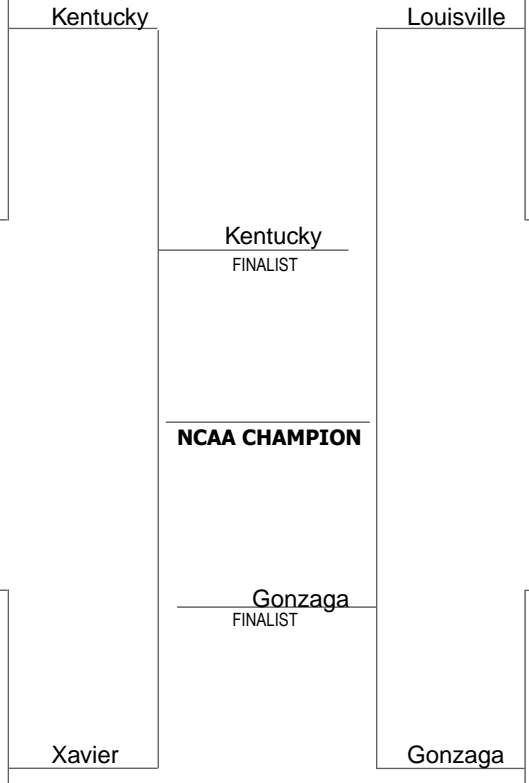 Kentucky
Louisville
Kentucky
FINALIST
NCAA CHAMPION
Gonzaga
FINALIST
Xavier
Gonzaga